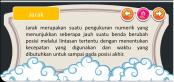 Jarak
Jarak merupakan suatu pengukuran numerik yang
menunjukkan seberapa jauh suatu benda berubah
posisi melalui lintasan tertentu dengan menentukan
kecepatan yang digunakan dan waktu yang
dibutuhkan untuk sampai pada posisi akhir.